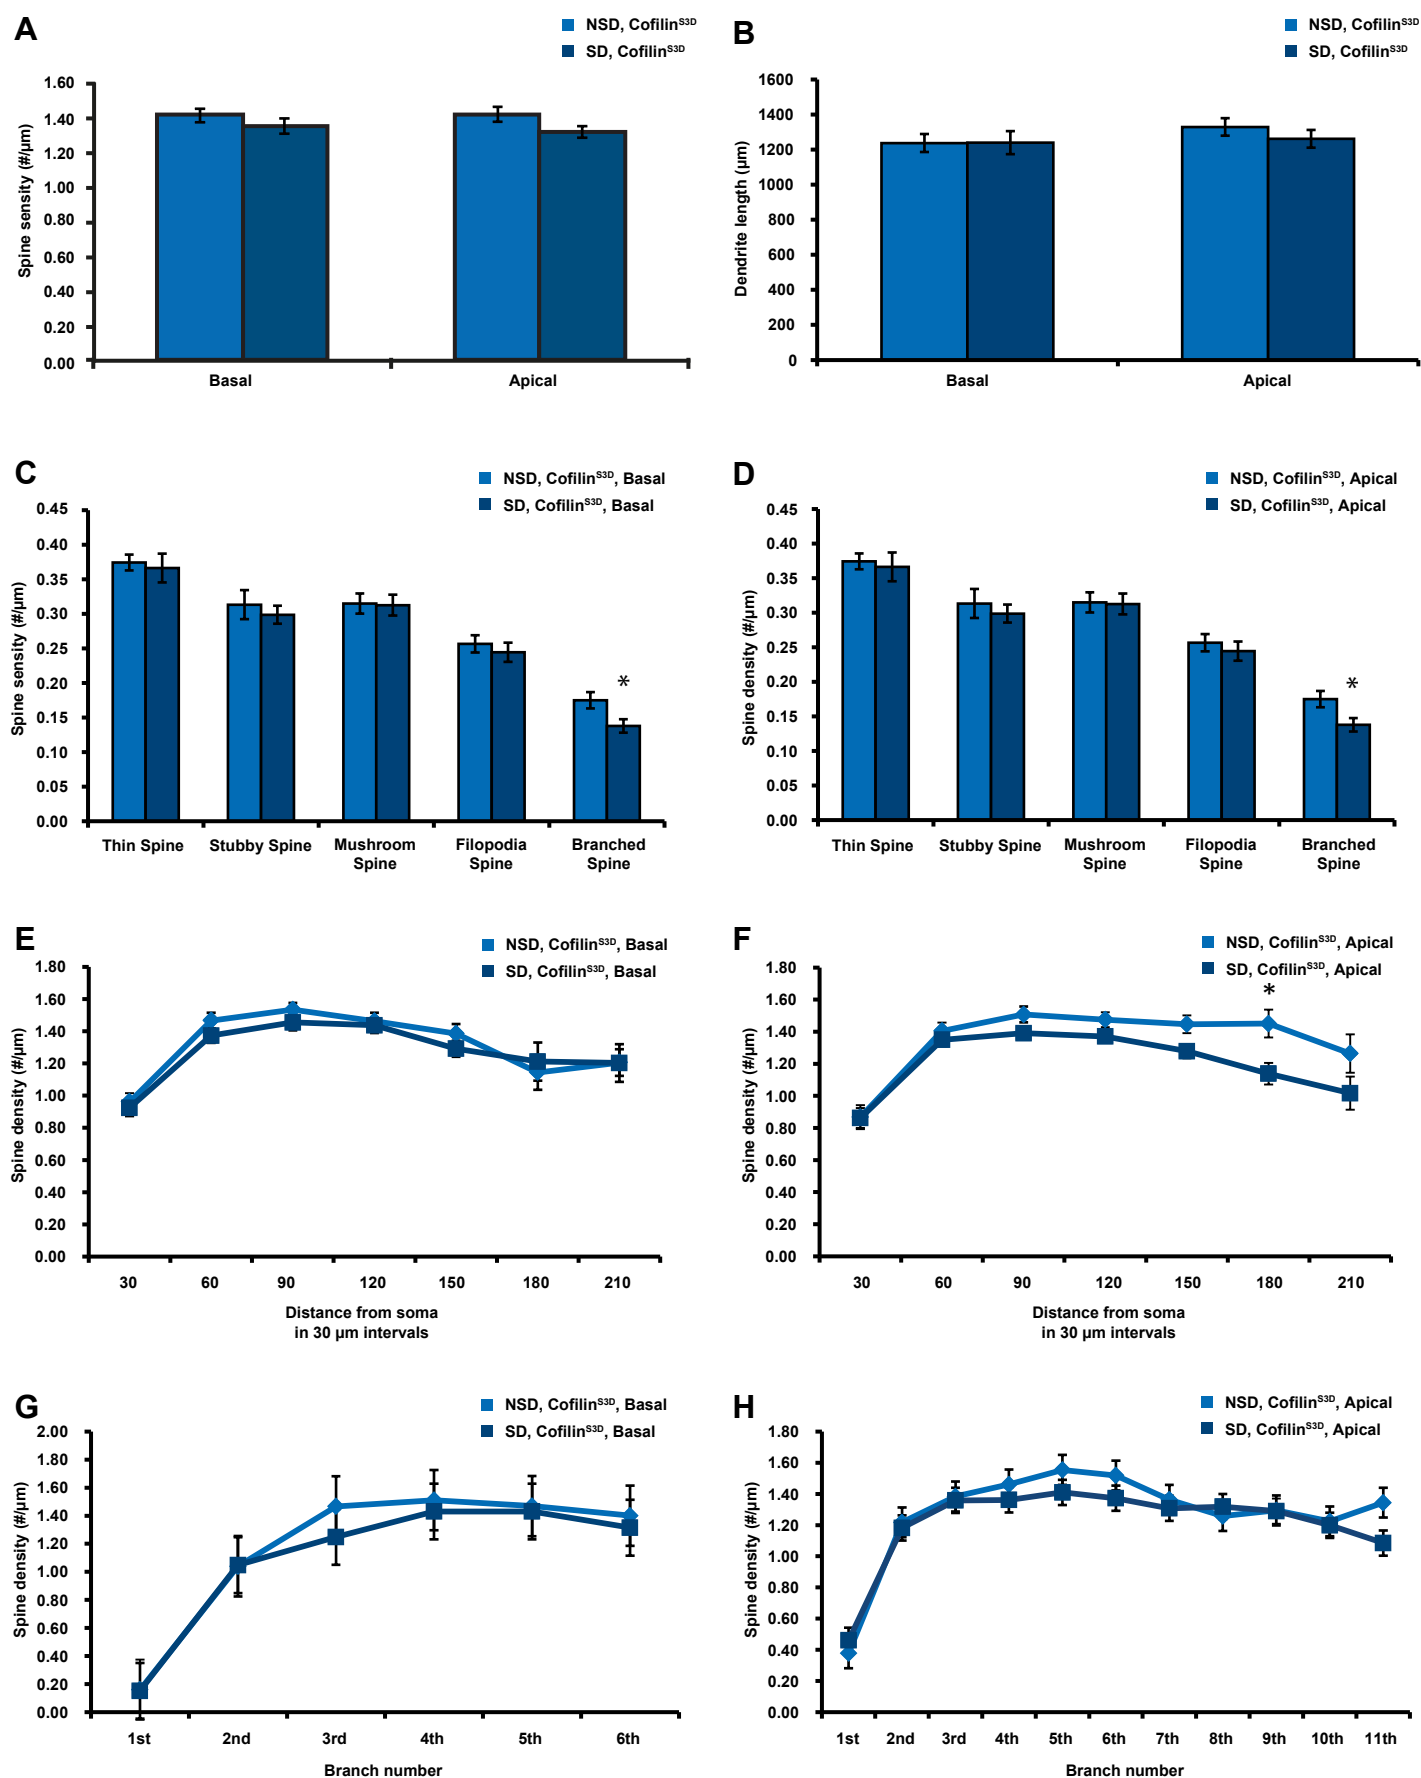 A
NSD, Cofilin^S3D
SD, Cofilin^S3D
Spine sensity (#/µm)
1.60
1.40
1.20
1.00
0.80
0.60
0.40
0.20
0.00
Basal
Apical
B
NSD, Cofilin^S3D
SD, Cofilin^S3D
Dendrite length (µm)
1600
1400
1200
1000
800
600
400
200
0
Basal
Apical
C
NSD, Cofilin^S3D, Basal
SD, Cofilin^S3D, Basal
Spine sensity (#/µm)
0.45
0.40
0.35
0.30
0.25
0.20
0.15
0.10
0.05
0.00
*
Thin Spine
Stubby Spine
Mushroom
Spine
Filopodia
Spine
Branched
Spine
D
NSD, Cofilin^S3D, Apical
SD, Cofilin^S3D, Apical
Spine density (#/µm)
0.45
0.40
0.35
0.30
0.25
0.20
0.15
0.10
0.05
0.00
*
Thin Spine
Stubby Spine
Mushroom
Spine
Filopodia
Spine
Branched
Spine
E
NSD, Cofilin^S3D, Basal
SD, Cofilin^S3D, Basal
Spine density (#/µm)
1.80
1.60
1.40
1.20
1.00
0.80
0.60
0.40
0.20
0.00
30
60
90
120
150
180
210
Distance from soma
in 30 µm intervals
F
NSD, Cofilin^S3D, Apical
SD, Cofilin^S3D, Apical
Spine density (#/µm)
1.80
1.60
1.40
1.20
1.00
0.80
0.60
0.40
0.20
0.00
*
30
60
90
120
150
180
210
Distance from soma
in 30 µm intervals
G
NSD, Cofilin^S3D, Basal
SD, Cofilin^S3D, Basal
Spine density (#/µm)
2.00
1.80
1.60
1.40
1.20
1.00
0.80
0.60
0.40
0.20
0.00
1st
2nd
3rd
4th
5th
6th
Branch number
H
NSD, Cofilin^S3D, Apical
SD, Cofilin^S3D, Apical
Spine density (#/µm)
1.80
1.60
1.40
1.20
1.00
0.80
0.60
0.40
0.20
0.00
1st
2nd
3rd
4th
5th
6th
7th
8th
9th
10th
11th
Branch number